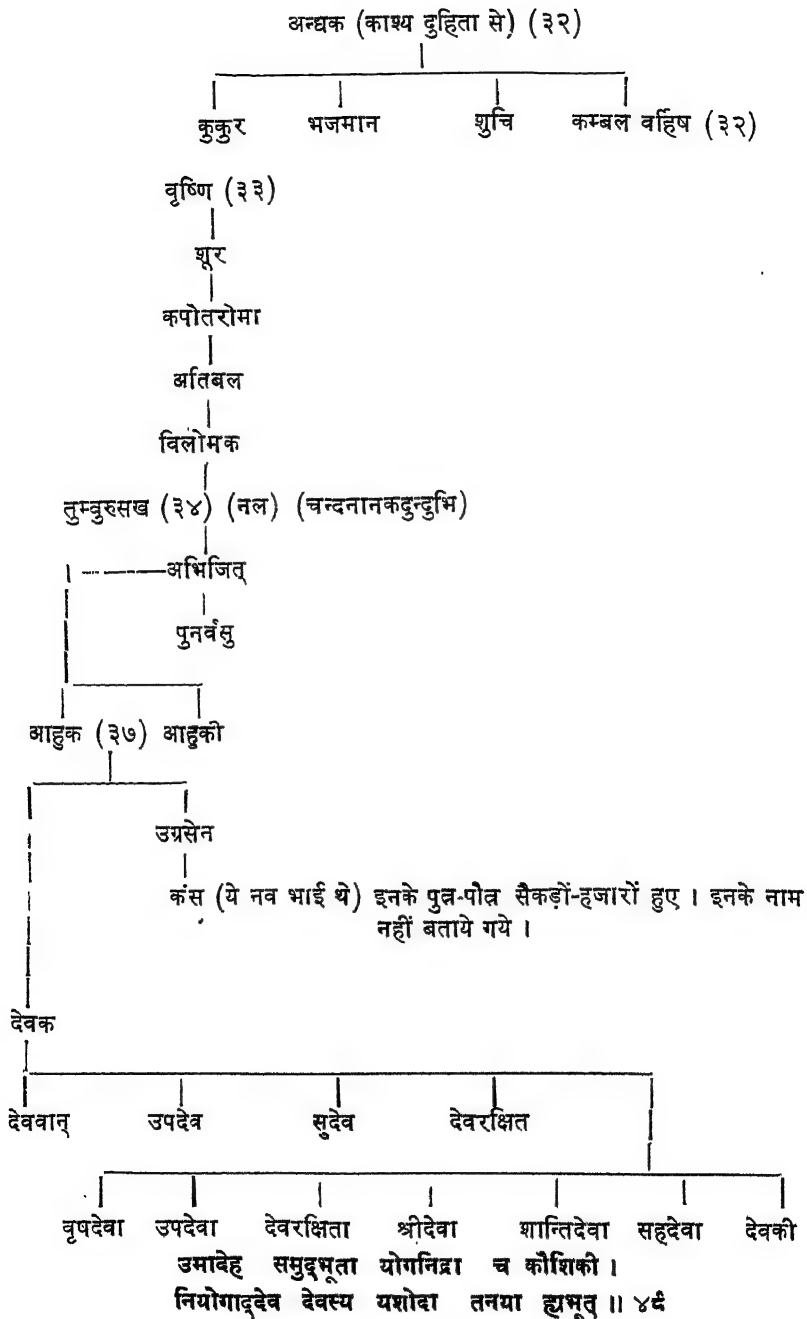 अन्धक (काश्य दुहिता से) (३२)
कुकुर भजमान शुचि कम्बल वर्हिष (३२)
वृष्णि (३३)
शूर
कपोतरोमा
अतिबल
विलोमक
तुम्वुरुसख (३४) (नल) (चन्दनानकदुन्दुभि)
अभिजित्
पुनर्वसु
आहुक (३७) आहुकी
उग्रसेन
कंस (ये नव भाई थे) इनके पुत्र-पौत्र सैकड़ों-हजारों हुए । इनके नाम
नहीं बताये गये ।
देवक
देववान् उपदेव सुदेव देवरक्षित
वृषदेवा उपदेवा देवरक्षिता श्रीदेवा शान्तिदेवा सहदेवा देवकी
उमादेह समुद्भूता योगनिद्रा च कौशिकी ।
नियोगाद्देव देवस्य यशोदा तनया ह्यभूत् ॥ ४९